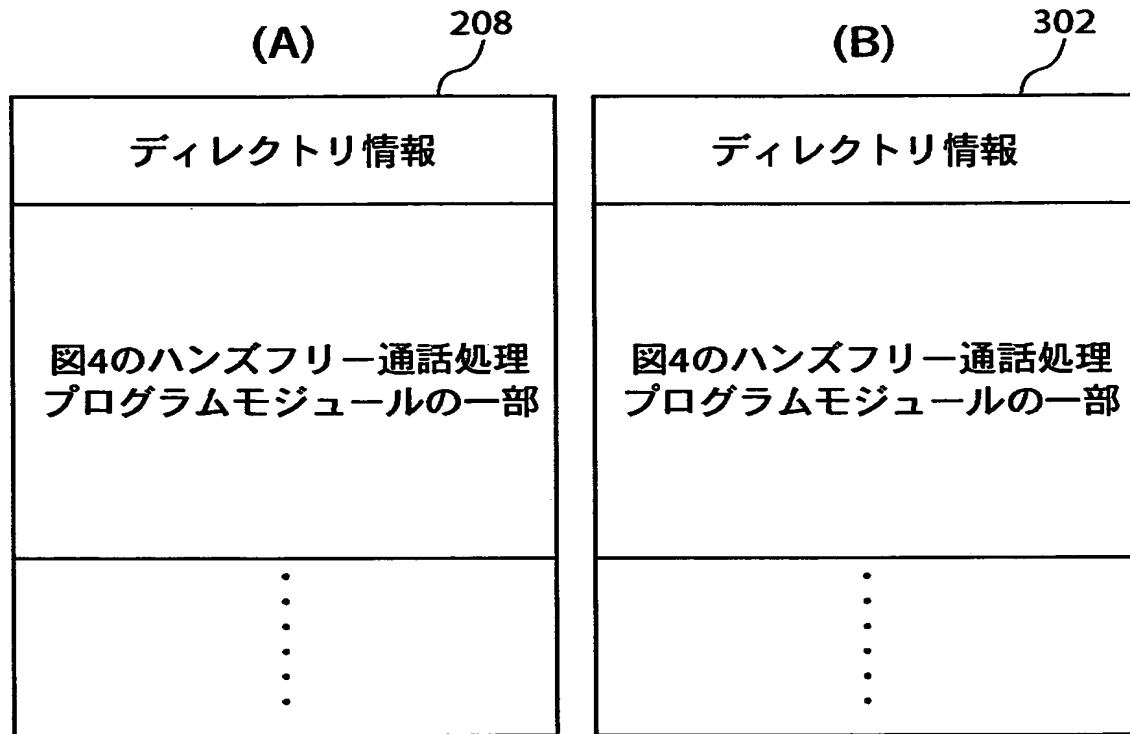 (A)
208
ディレクトリ情報
図4のハンズフリー通話処理
プログラムモジュールの一部
(B)
302
ディレクトリ情報
図4のハンズフリー通話処理
プログラムモジュールの一部